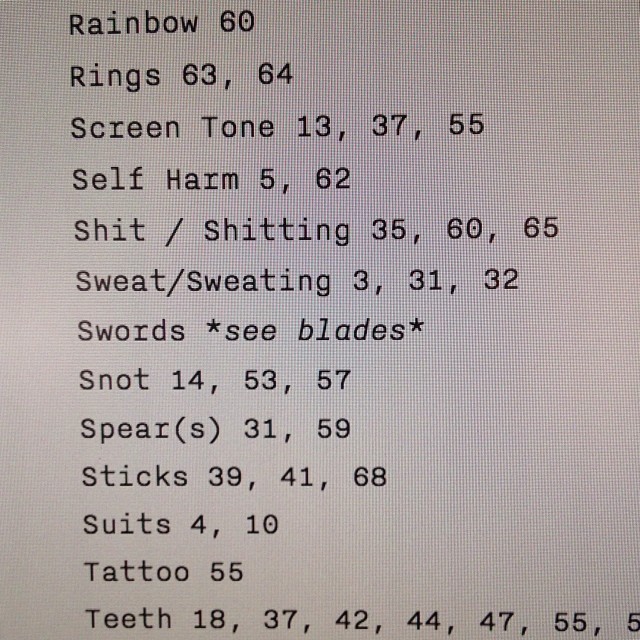 Rainbow 60
Rings 63, 64
Screen Tone 13, 37, 55
Self Harm 5, 62
Shit / Shitting 35, 60, 65
Sweat/Sweating 3, 31, 32
Swords *see blades*
Snot 14, 53, 57
Spear(s) 31, 59
Sticks 39, 41, 68
Suits 4, 10
Tattoo 55
Teeth 18, 37, 42, 44, 47, 55,